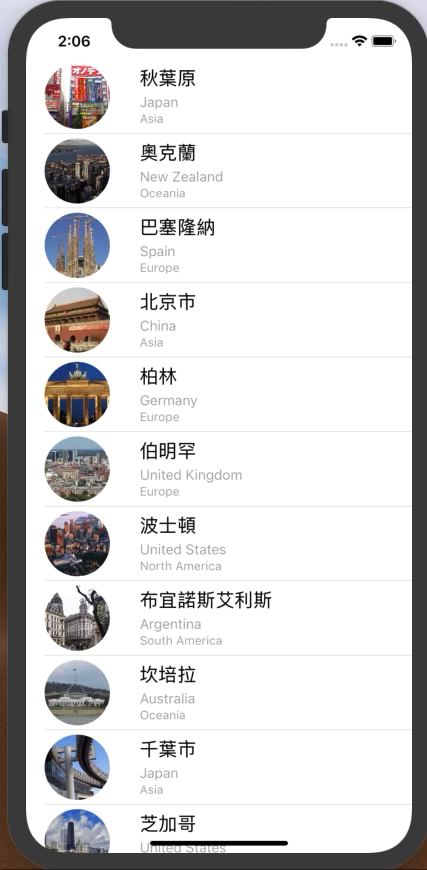 2:06
秋葉原
Japan
Asia
奧克蘭
New Zealand
Oceania
巴塞隆納
Spain
Europe
北京市
China
Asia
柏林
Germany
Europe
伯明罕
United Kingdom
Europe
波士頓
United States
North America
布宜諾斯艾利斯
Argentina
South America
坎培拉
Australia
Oceania
千葉市
Japan
Asia
芝加哥
United States